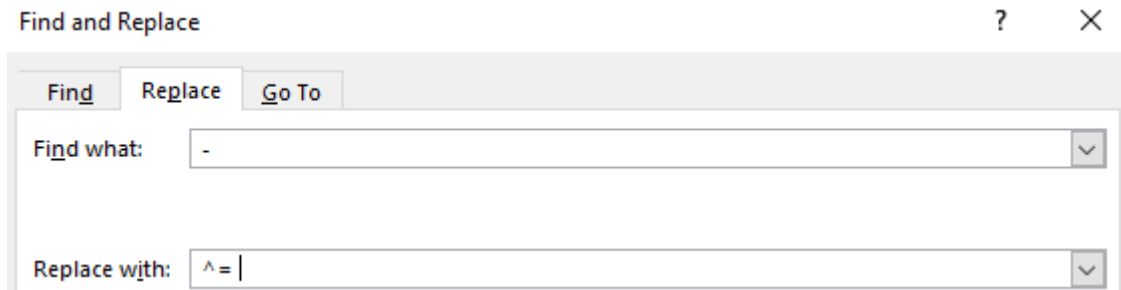 Find and Replace ? ×
Find Replace Go To
Find what: -
Replace with: ^=